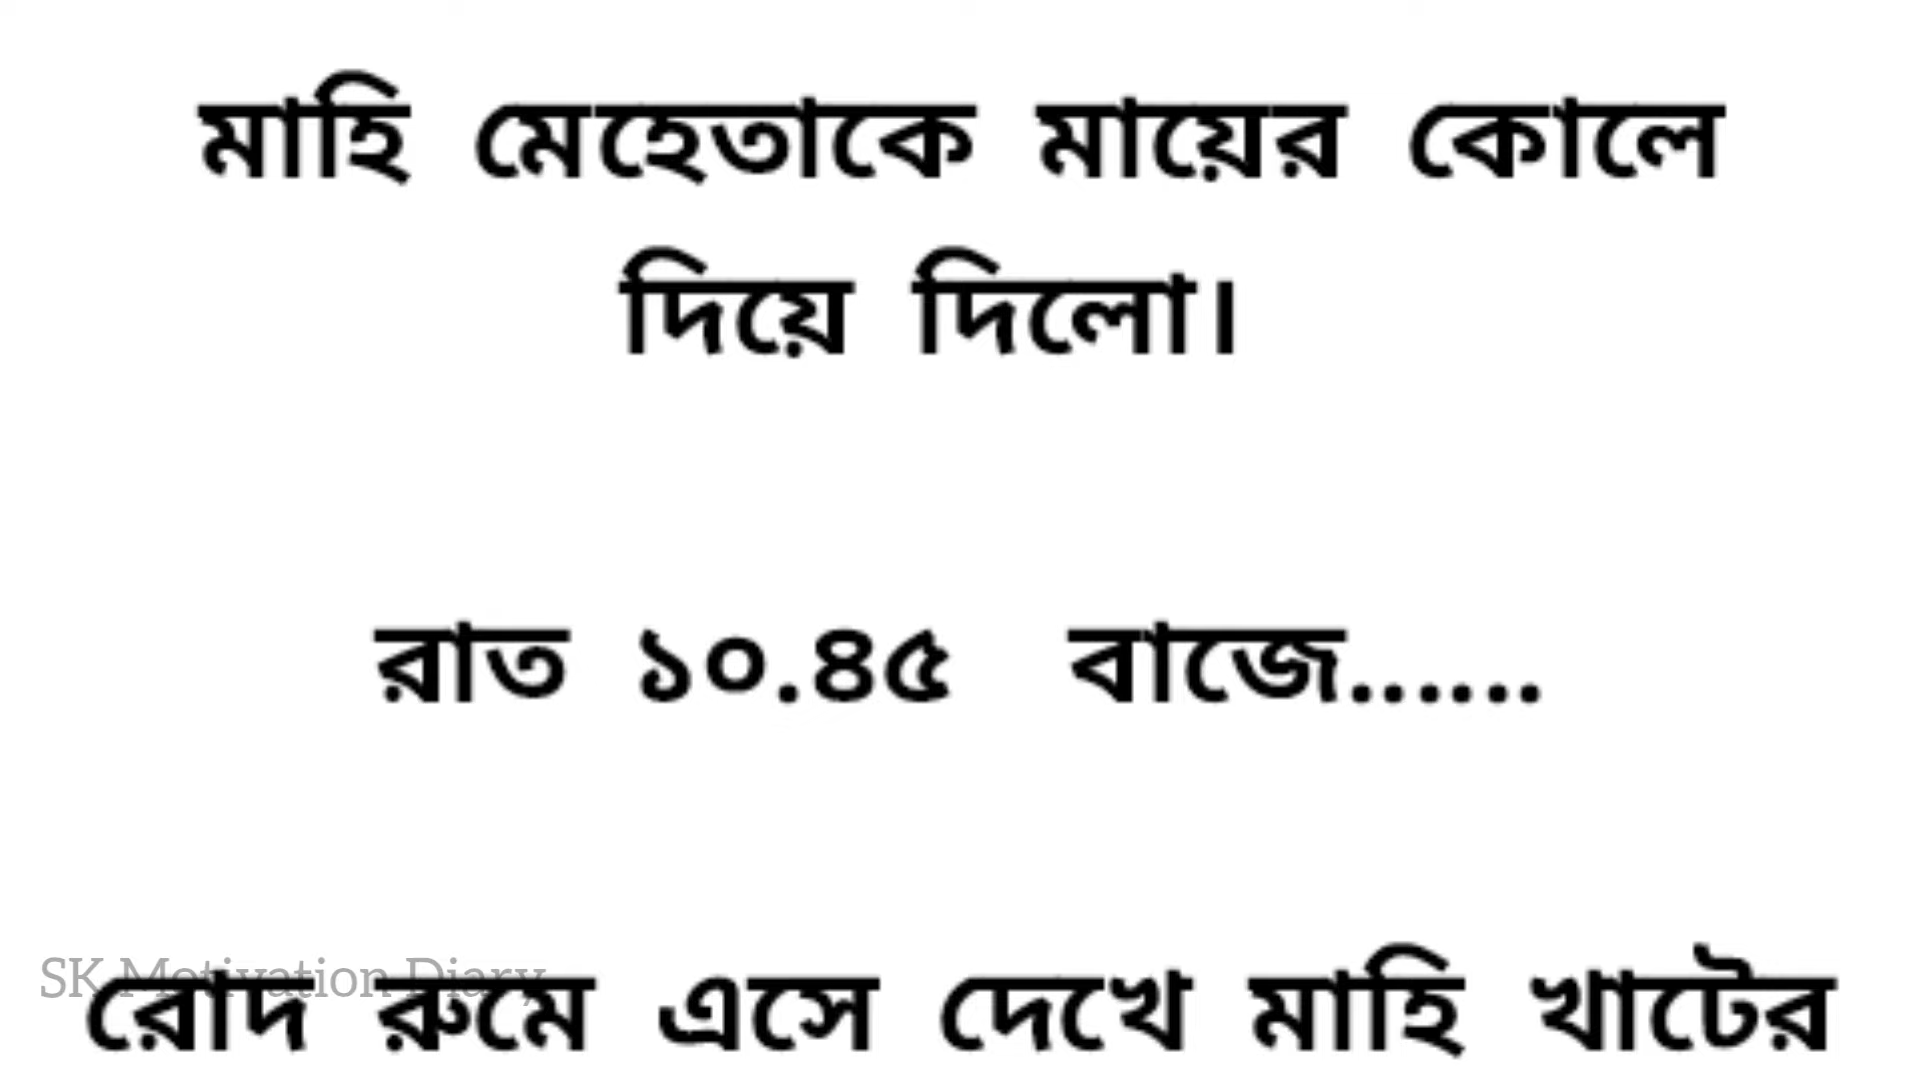 মাহি মেহেতাকে মায়ের কোলে
দিয়ে দিলো।
রাত ১০.৪৫ বাজে......
SK Motivation Diary
রোদ রুমে এসে দেখে মাহি খাটের